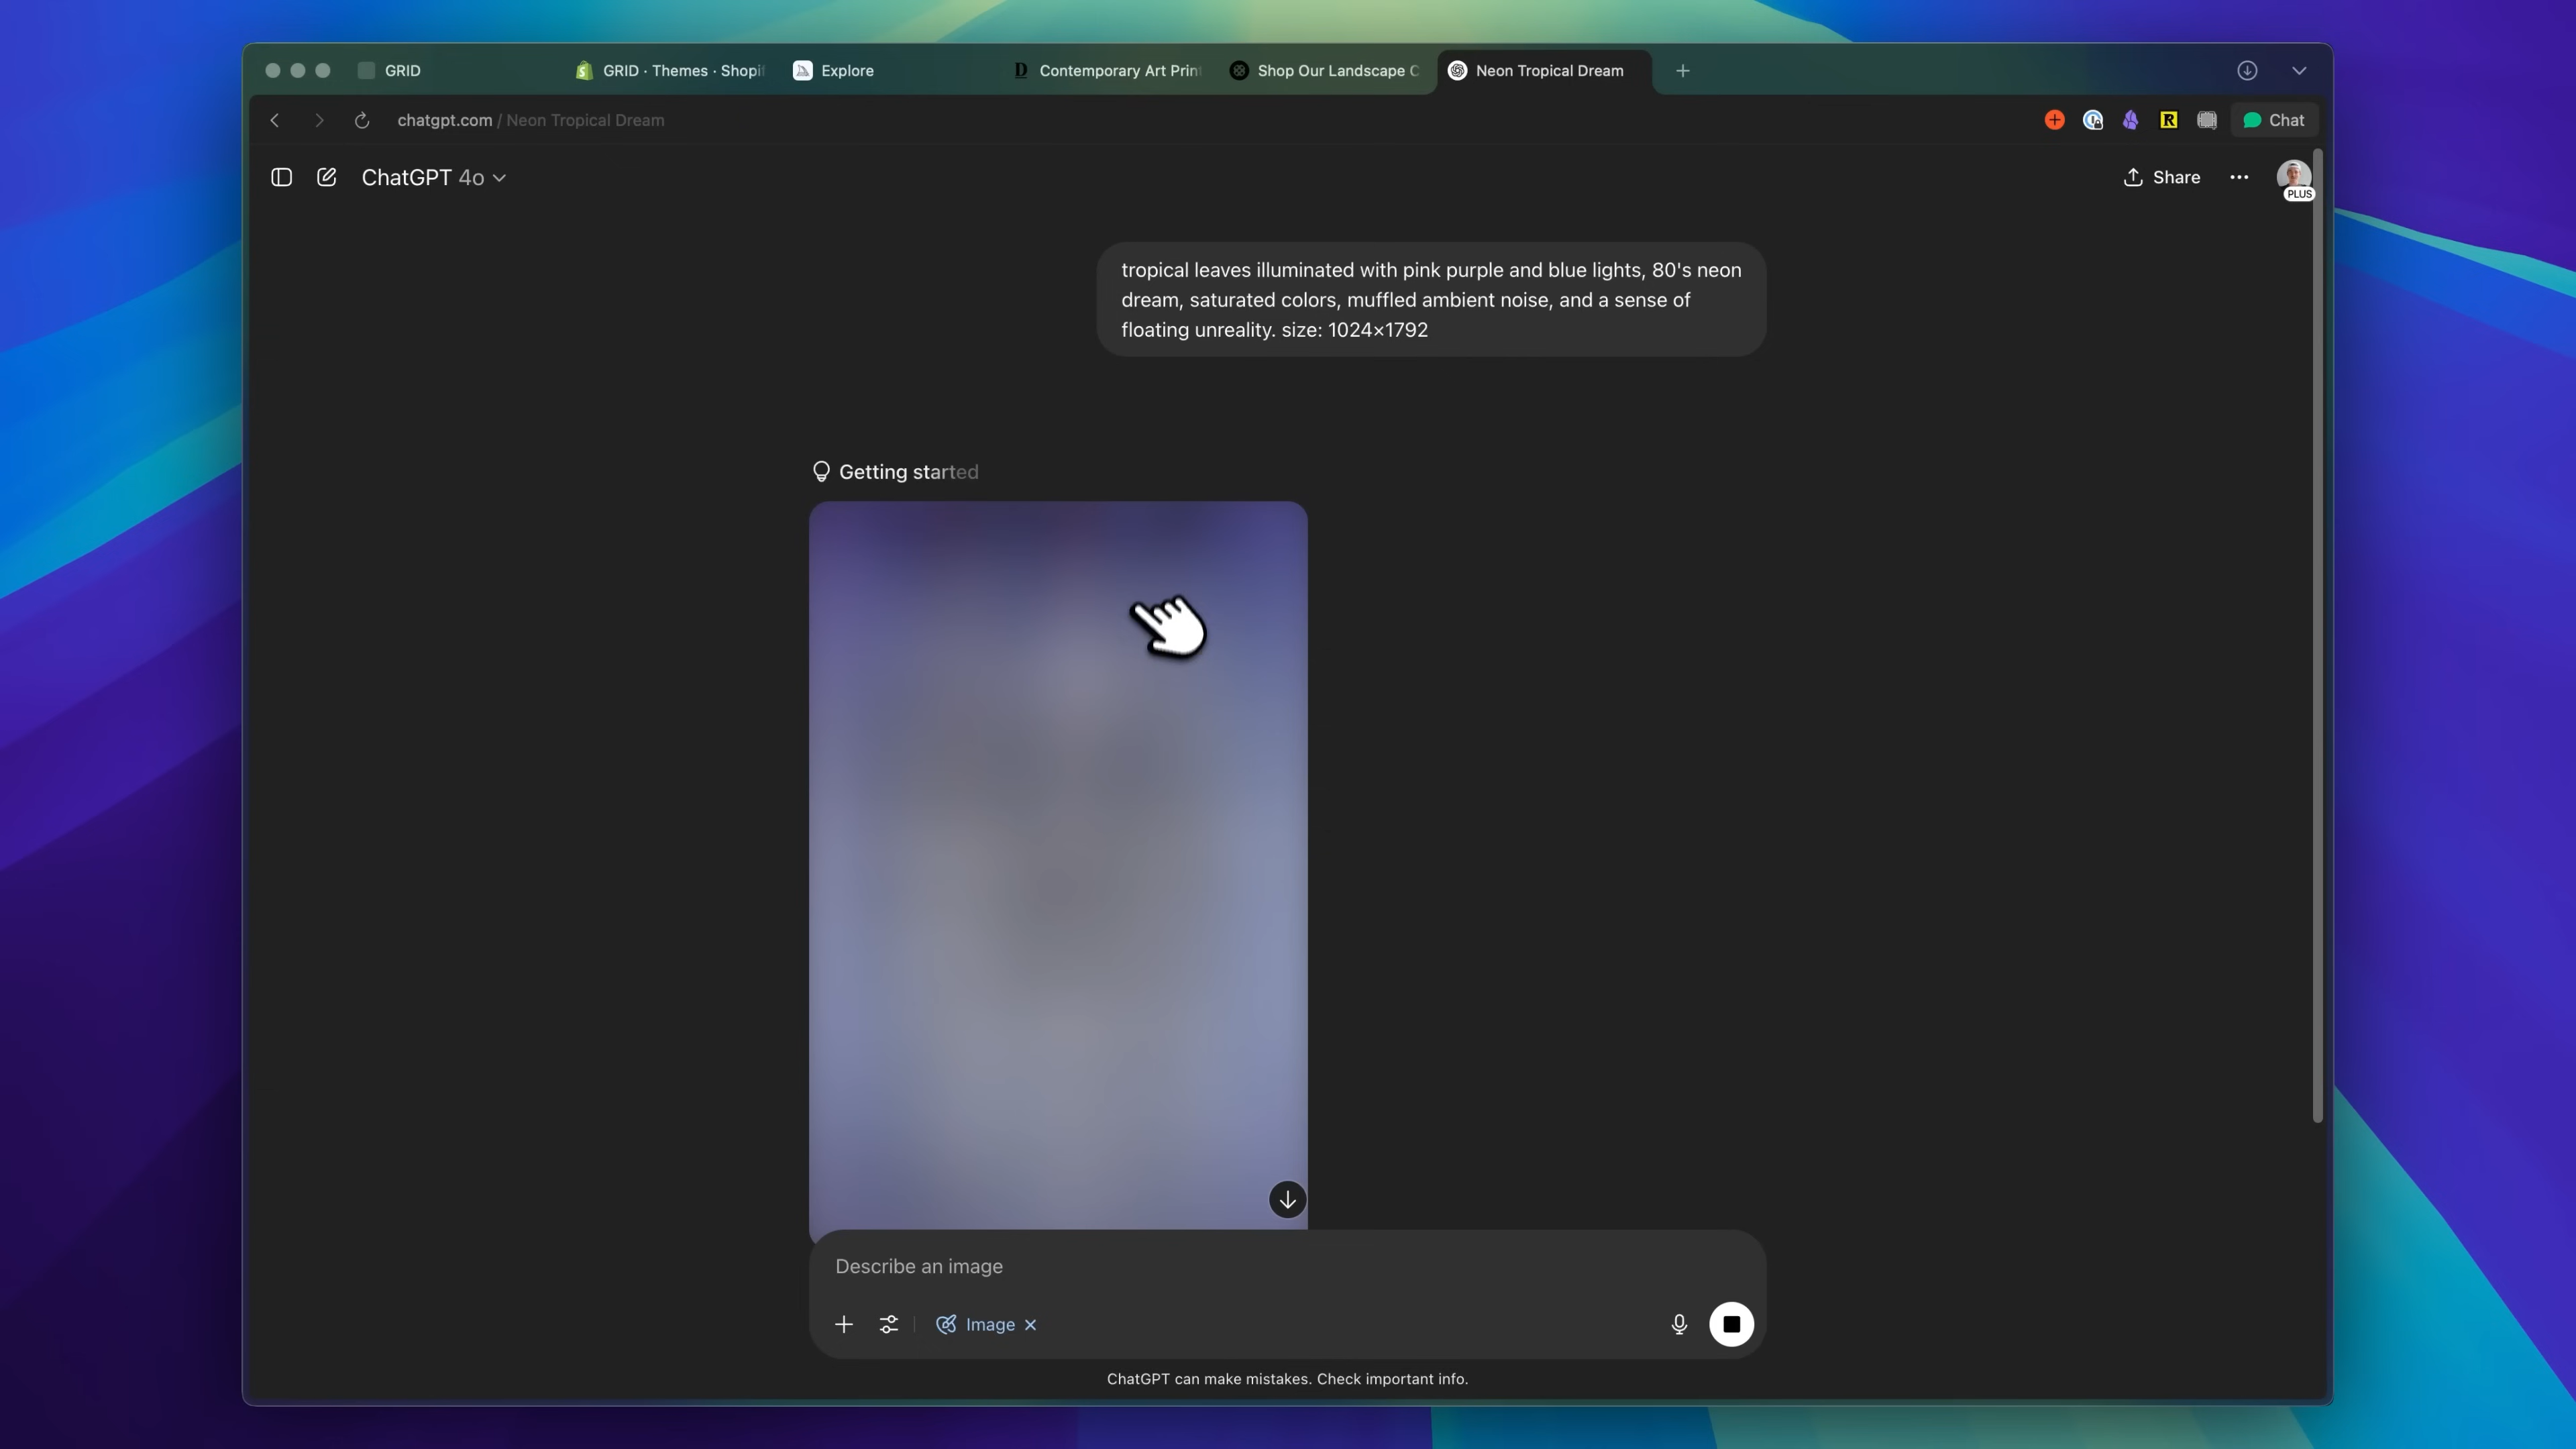 GRID
GRID · Themes · Shopif
Explore
D
Contemporary Art Prin
Shop Our Landscape C
Neon Tropical Dream
chatgpt.com / Neon Tropical Dream
R
Chat
ChatGPT 4o
Share
PLUS
tropical leaves illuminated with pink purple and blue lights, 80's neon
dream, saturated colors, muffled ambient noise, and a sense of
floating unreality. size: 1024×1792
Getting started
Describe an image
Image
ChatGPT can make mistakes. Check important info.